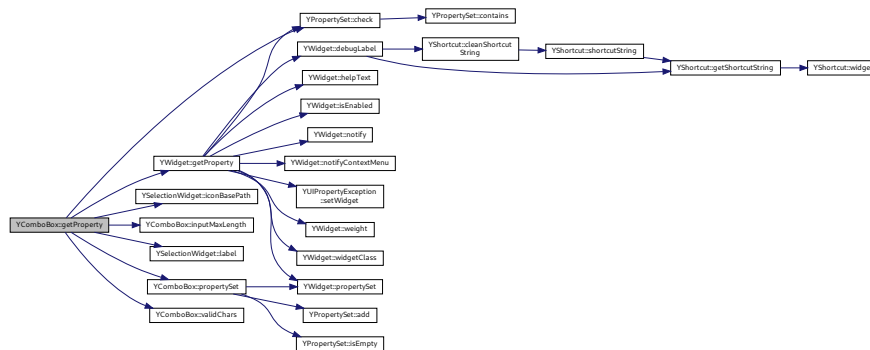 YPropertySet::check
YPropertySet::contains
YWidget::debugLabel
YShortcut::cleanShortcut
String
YShortcut::shortcutString
YShortcut::getShortcutString
YShortcut::widge
YWidget::helpText
YWidget::isEnabled
YWidget::notify
YWidget::getProperty
YWidget::notifyContextMenu
YUIPropertyException
::setWidget
YSelectionWidget::iconBasePath
YComboBox::getProperty
YComboBox::inputMaxLength
YWidget::weight
YSelectionWidget::label
YWidget::widgetClass
YComboBox::propertySet
YWidget::propertySet
YComboBox::validChars
YPropertySet::add
YPropertySet::isEmpty